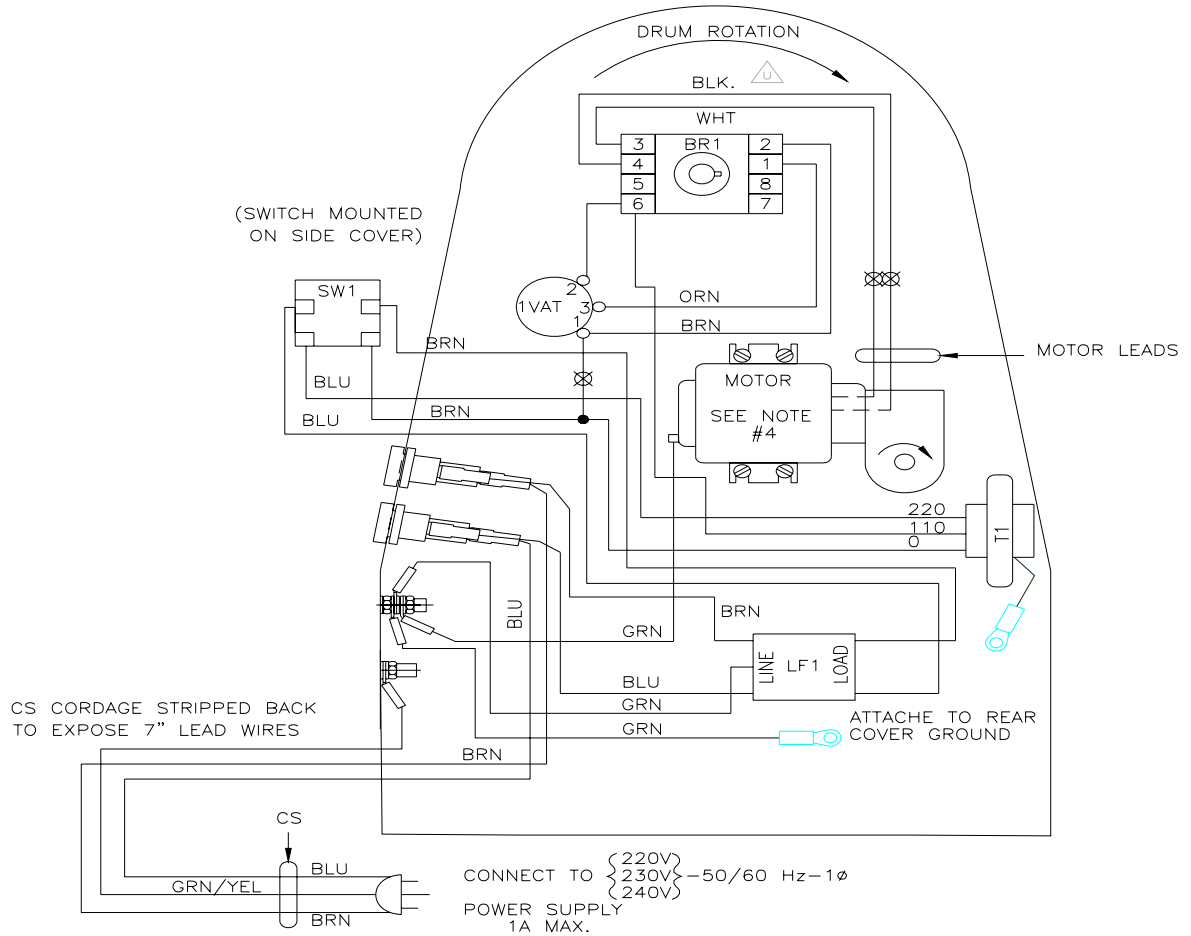 DRUM ROTATION
U
BLK.
WHT
3
BR1
2
4
1
5
8
6
7
(SWITCH MOUNTED
ON SIDE COVER)
SW1
2
1VAT
3
1
ORN
BRN
BRN
MOTOR LEADS
MOTOR
SEE NOTE
#4
BLU
BRN
BLU
220
110
0
T1
BLU
BRN
GRN
LINE
LF1
LOAD
BLU
GRN
GRN
ATTACHE TO REAR
COVER GROUND
CS CORDAGE STRIPPED BACK
TO EXPOSE 7" LEAD WIRES
BRN
CS
BLU
GRN/YEL
BRN
CONNECT TO {220V}
{230V} -50/60 Hz-1ø
{240V}
POWER SUPPLY
1A MAX.